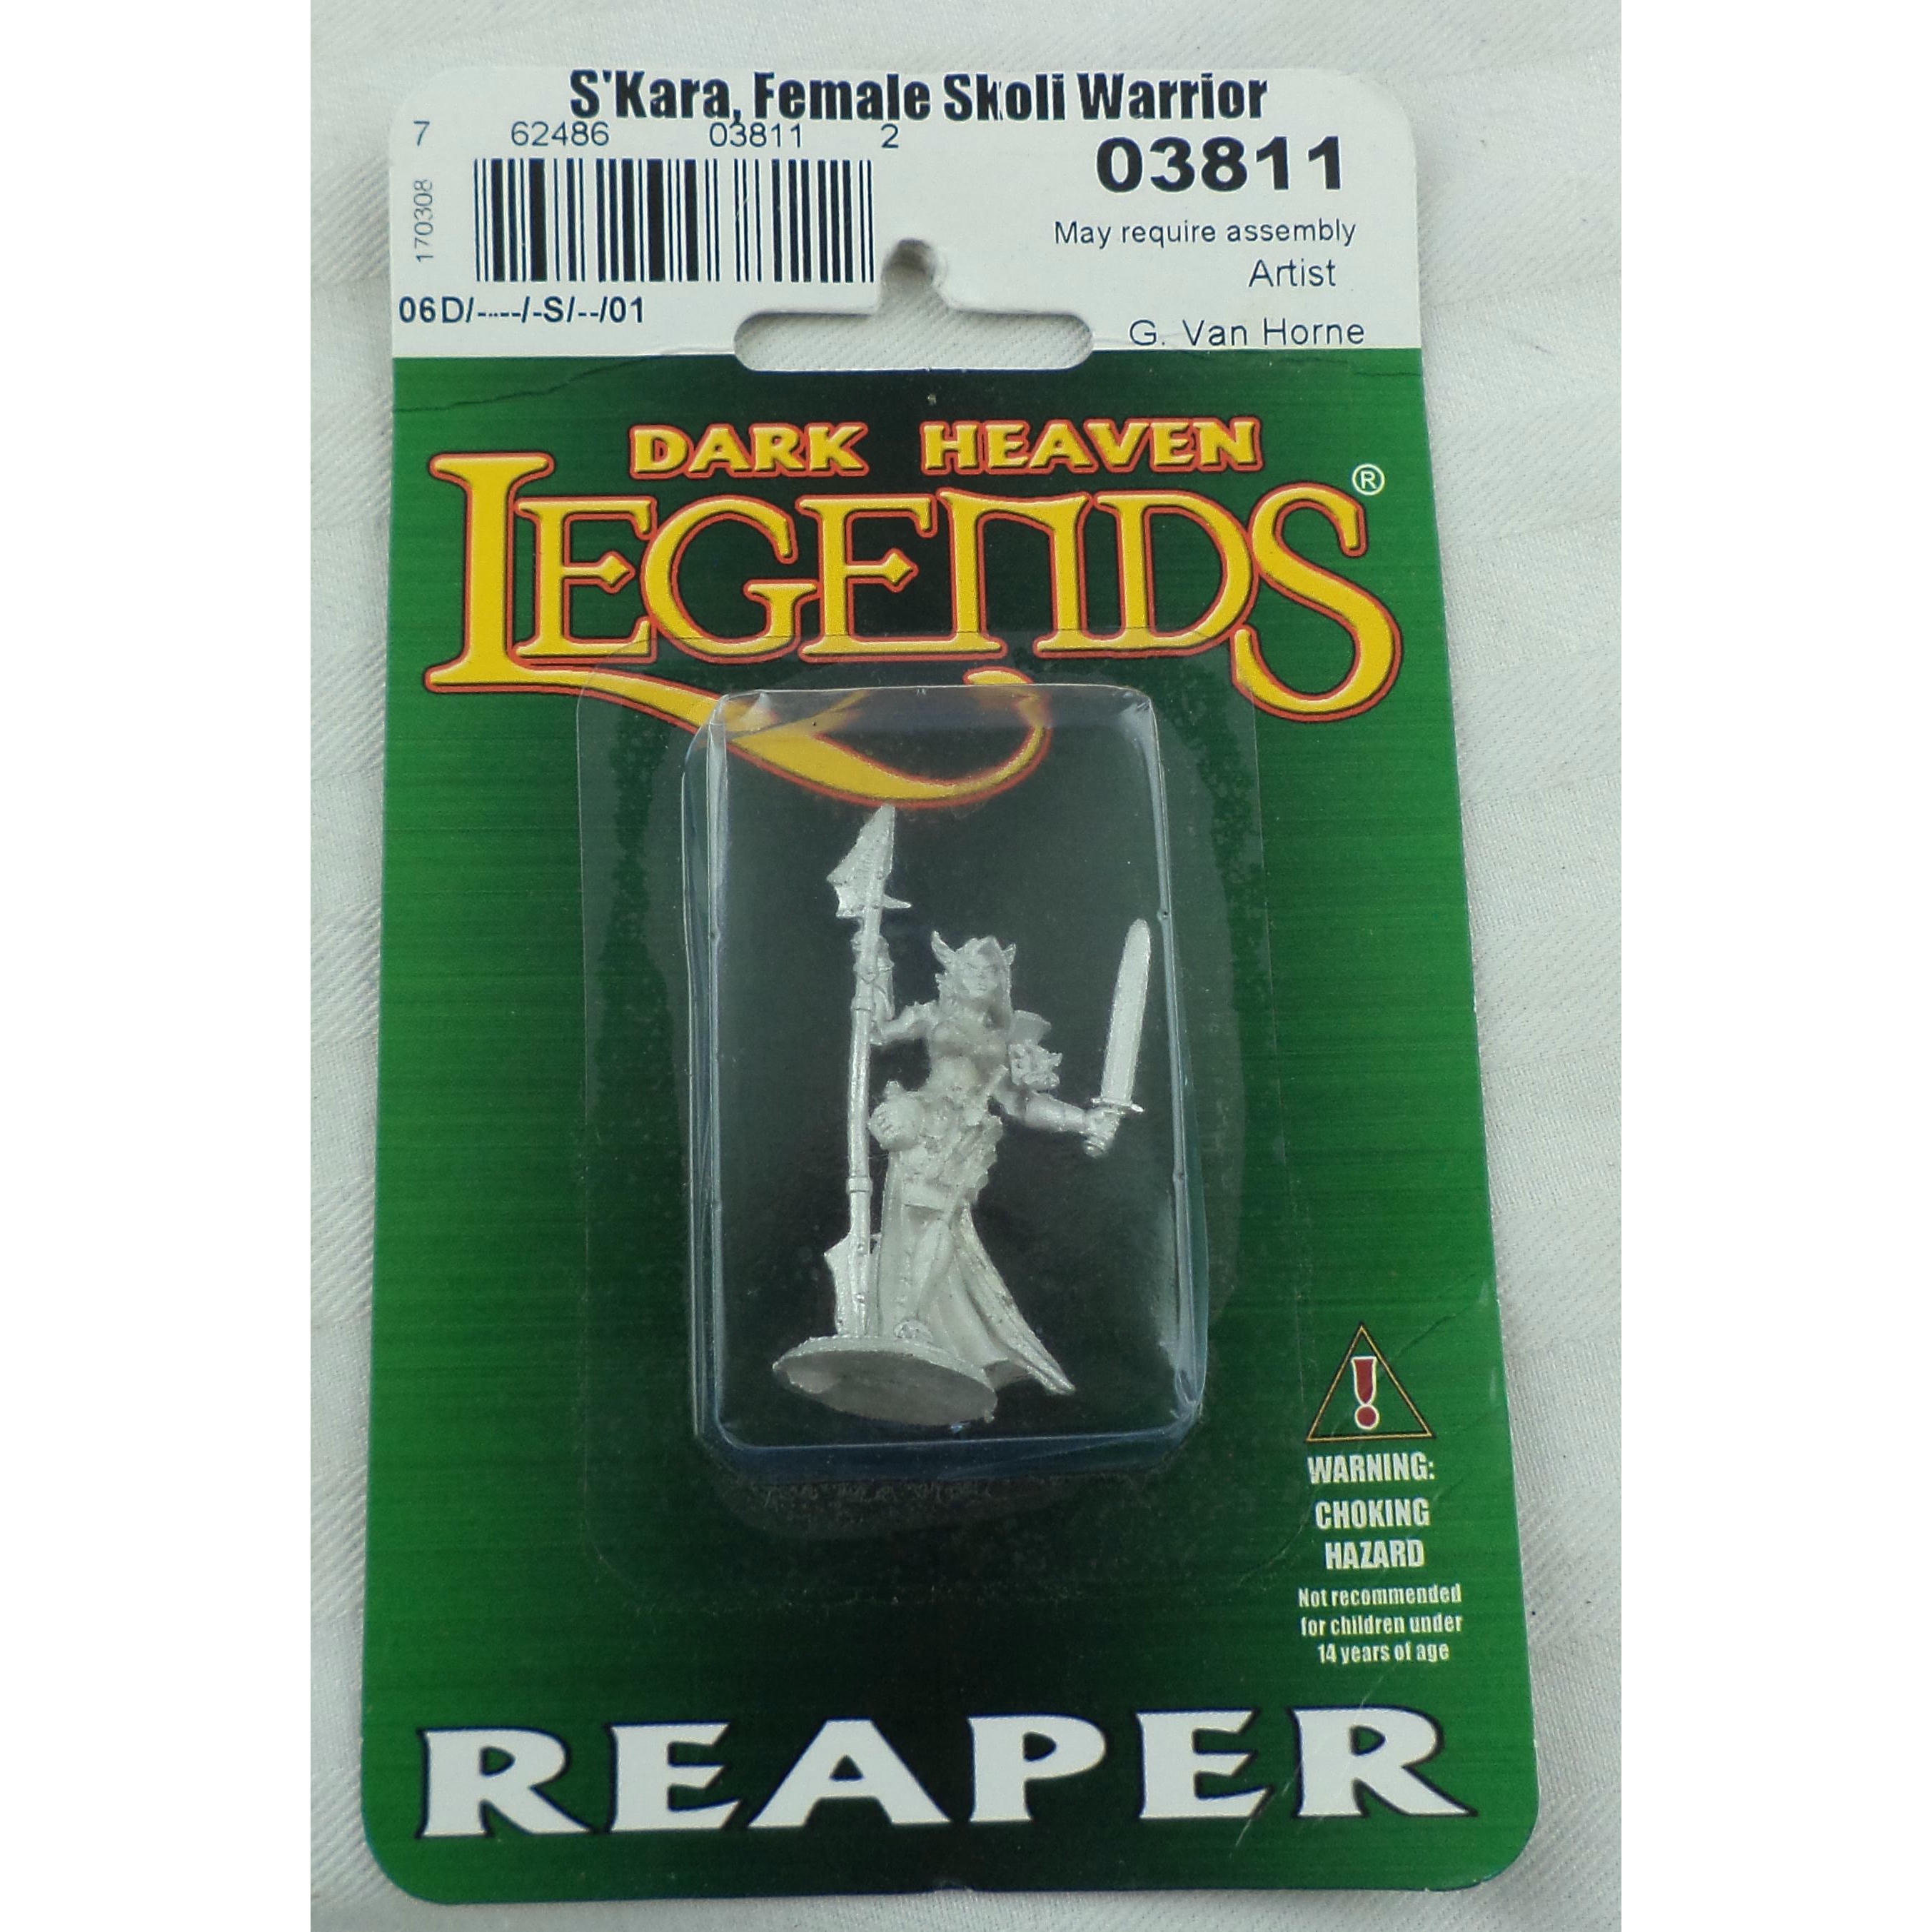 S'Kara, Female Skoli Warrior
7 62486 03811 2
03811
170308
May require assembly
Artist
06D/----/-S/--/01
G. Van Horne
DARK HEAVEN
LEGENDS®
WARNING:
CHOKING
HAZARD
Not recommended
for children under
14 years of age
REAPER